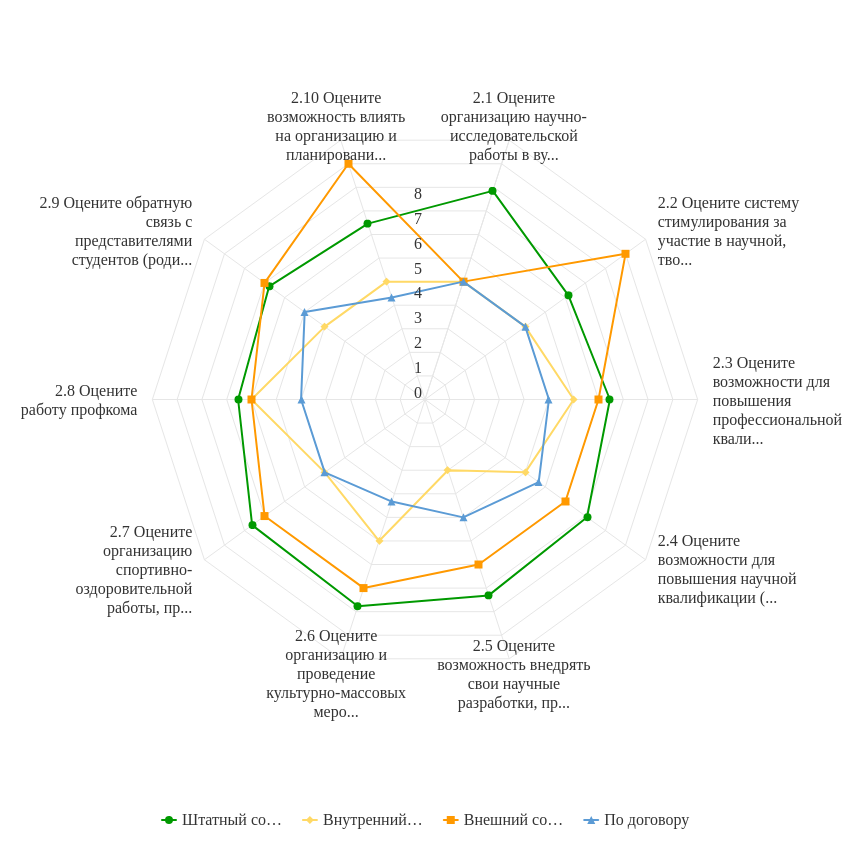 2.10 Оцените
возможность влиять
на организацию и
планировани...
2.1 Оцените
организацию научно-
исследовательской
работы в ву...
2.9 Оцените обратную
связь с
представителями
студентов (роди...
2.2 Оцените систему
стимулирования за
участие в научной,
тво...
8
7
6
5
4
3
2
1
0
2.8 Оцените
работу профкома
2.3 Оцените
возможности для
повышения
профессиональной
квали...
2.7 Оцените
организацию
спортивно-
оздоровительной
работы, пр...
2.4 Оцените
возможности для
повышения научной
квалификации (...
2.6 Оцените
организацию и
проведение
культурно-массовых
меро...
2.5 Оцените
возможность внедрять
свои научные
разработки, пр...
Штатный со… Внутренний… Внешний со… По договору